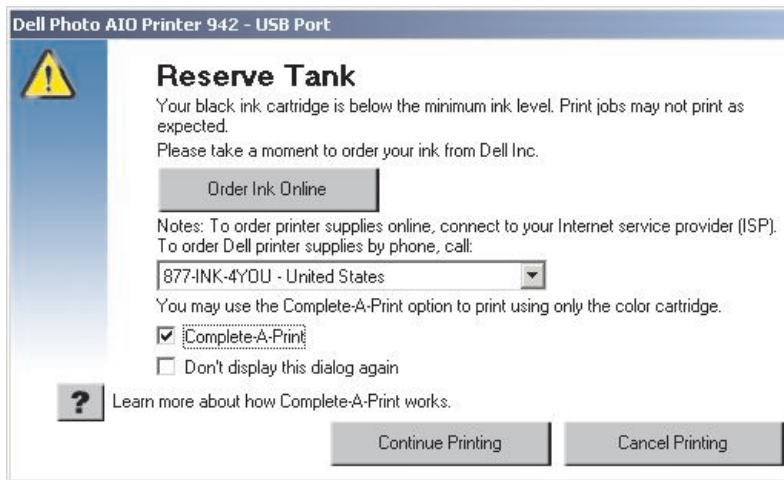 Dell Photo AIO Printer 942 - USB Port
Reserve Tank
Your black ink cartridge is below the minimum ink level. Print jobs may not print as
expected.
Please take a moment to order your ink from Dell Inc.
Order Ink Online
Notes: To order printer supplies online, connect to your Internet service provider (ISP).
To order Dell printer supplies by phone, call:
877-INK-4YOU - United States
You may use the Complete-A-Print option to print using only the color cartridge.
Complete-A-Print
Don't display this dialog again
? Learn more about how Complete-A-Print works.
Continue Printing Cancel Printing